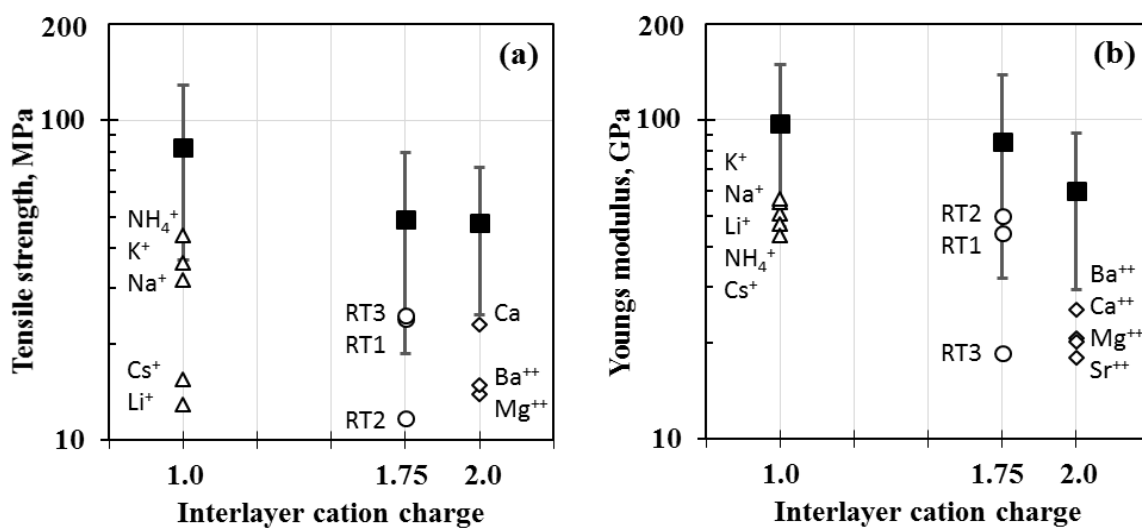 200
(a)
100
10
Tensile strength, MPa
NH₄⁺
K⁺
Na⁺
Cs⁺
Li⁺
RT3
RT1
RT2
Ca
Ba⁺⁺
Mg⁺⁺
1.0
1.75
2.0
Interlayer cation charge
200
(b)
100
10
Youngs modulus, GPa
K⁺
Na⁺
Li⁺
NH₄⁺
Cs⁺
RT2
RT1
RT3
Ba⁺⁺
Ca⁺⁺
Mg⁺⁺
Sr⁺⁺
1.0
1.75
2.0
Interlayer cation charge